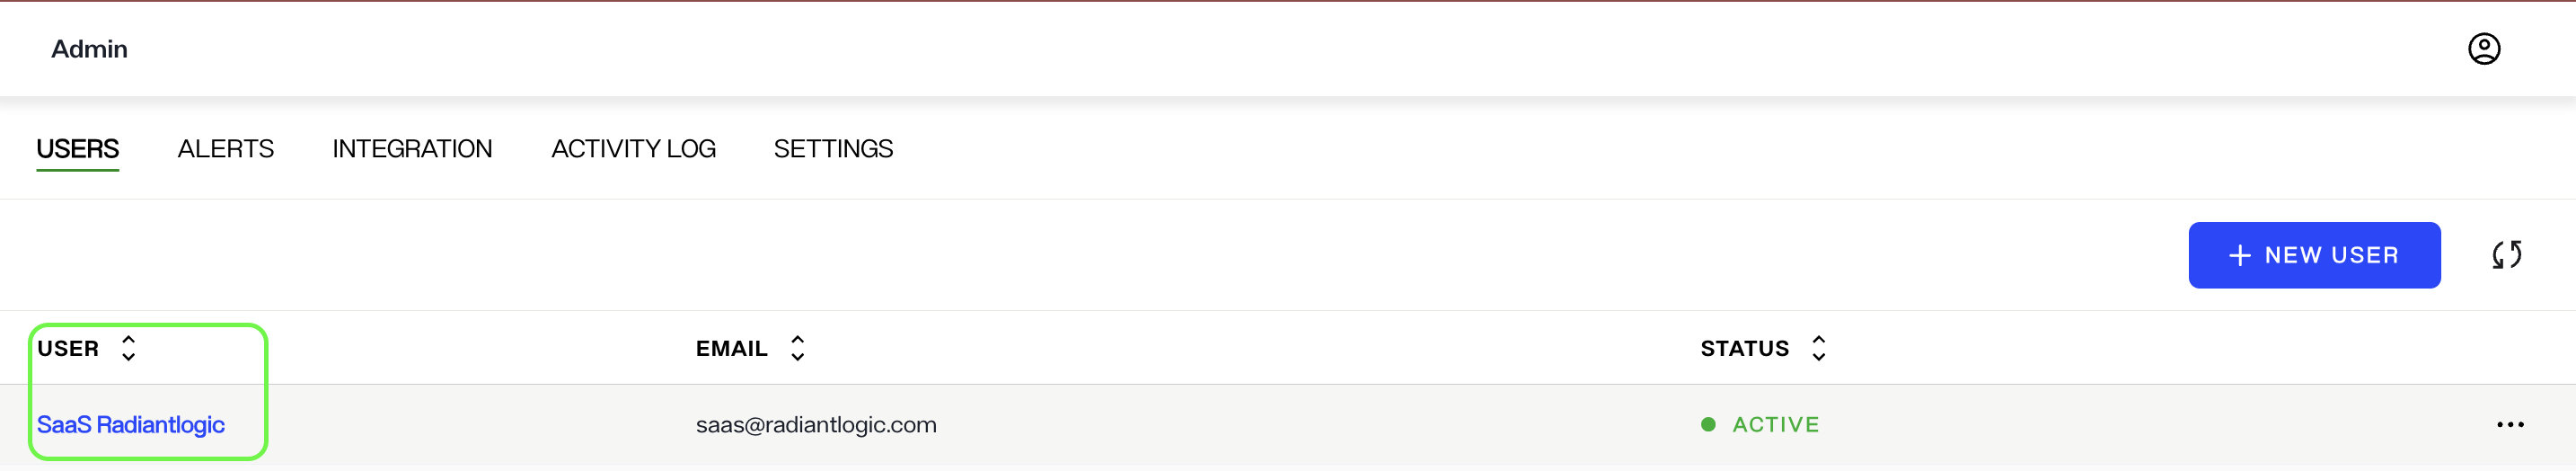 Admin
USERS ALERTS INTEGRATION ACTIVITY LOG SETTINGS
+ NEW USER
USER EMAIL STATUS
SaaS Radiantlogic saas@radiantlogic.com ACTIVE